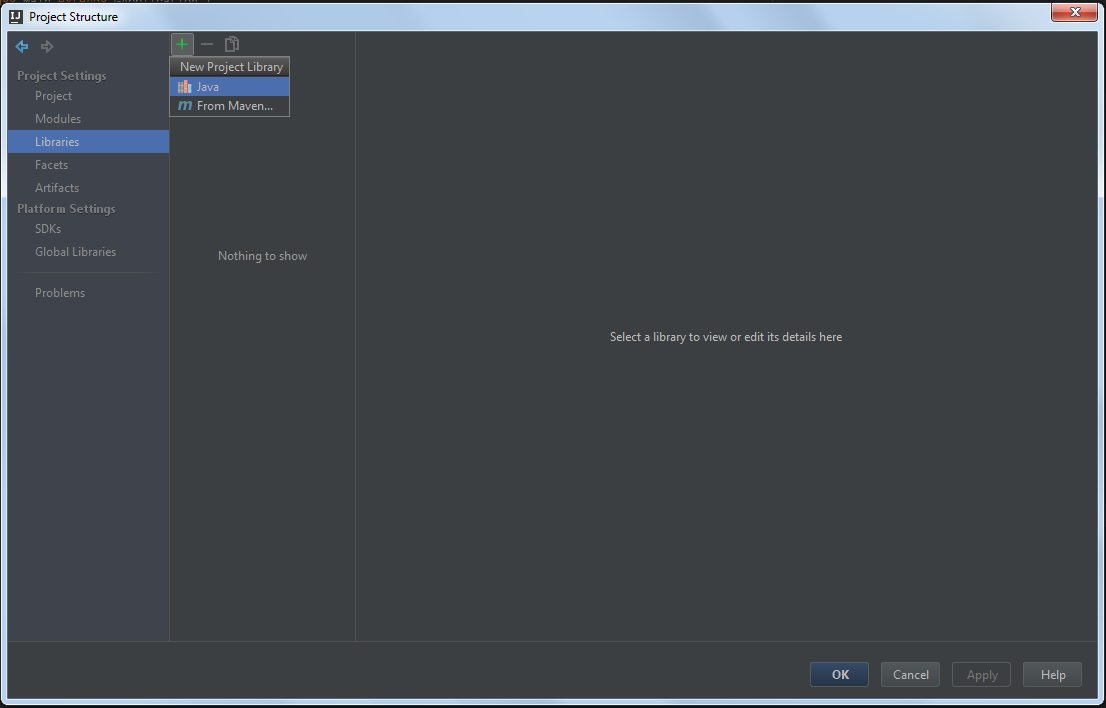 Project Structure
New Project Library
Java
From Maven...
Project Settings
Project
Modules
Libraries
Facets
Artifacts
Platform Settings
SDKs
Global Libraries
Problems
Nothing to show
Select a library to view or edit its details here
OK
Cancel
Apply
Help